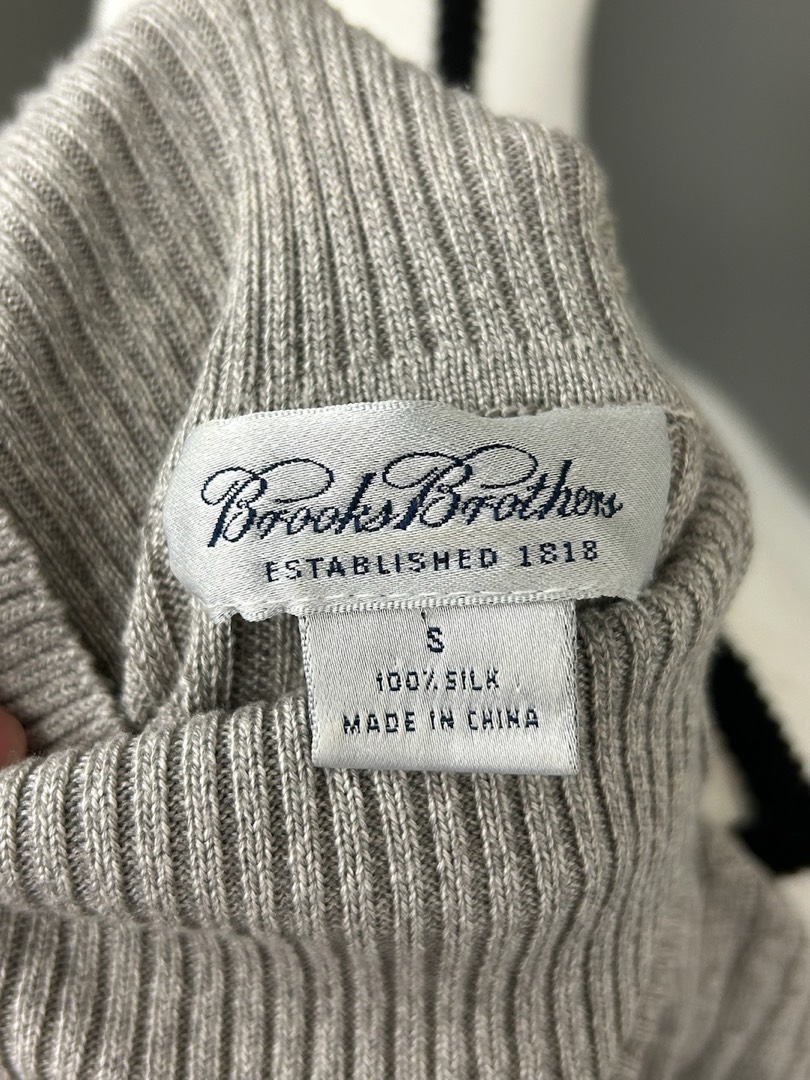 Brooks Brothers
ESTABLISHED 1818
S
100% SILK
MADE IN CHINA